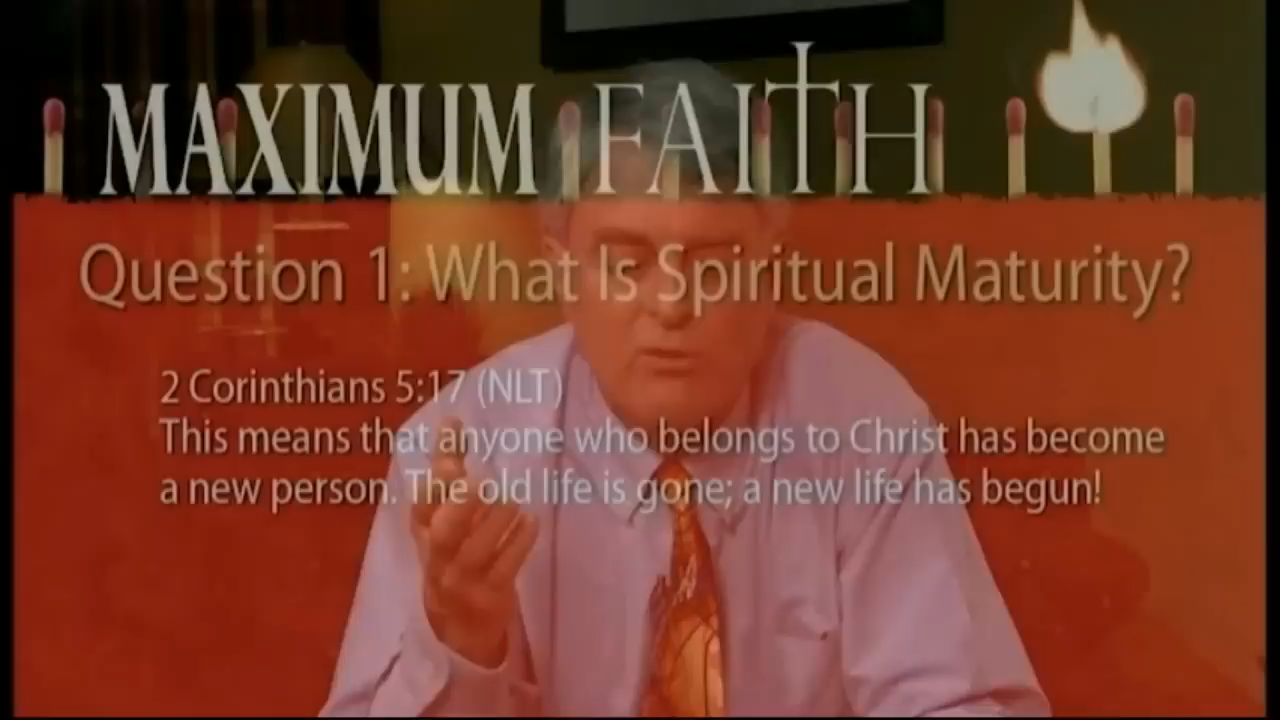 MAXIMUM FAITH
Question 1: What Is Spiritual Maturity?
2 Corinthians 5:17 (NLT)
This means that anyone who belongs to Christ has become
a new person. The old life is gone; a new life has begun!